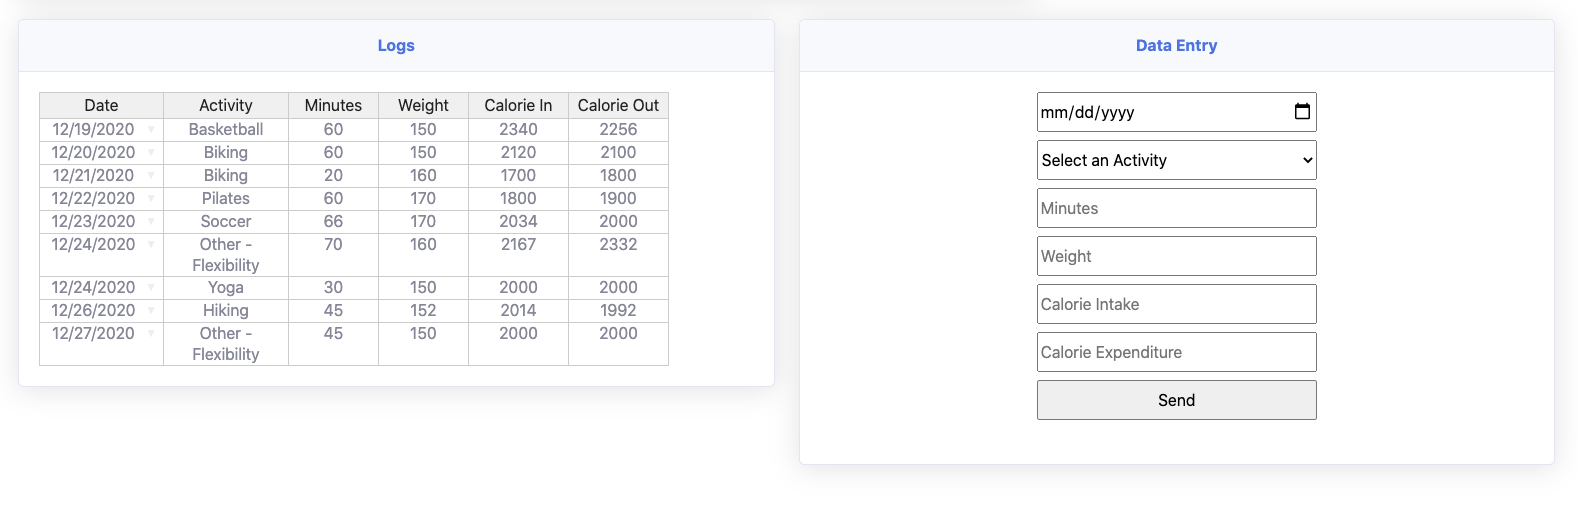 Logs
Date Activity Minutes Weight Calorie In Calorie Out
12/19/2020 Basketball 60 150 2340 2256
12/20/2020 Biking 60 150 2120 2100
12/21/2020 Biking 20 160 1700 1800
12/22/2020 Pilates 60 170 1800 1900
12/23/2020 Soccer 66 170 2034 2000
12/24/2020 Other - 70 160 2167 2332
Flexibility
12/24/2020 Yoga 30 150 2000 2000
12/26/2020 Hiking 45 152 2014 1992
12/27/2020 Other - 45 150 2000 2000
Flexibility
Data Entry
mm/dd/yyyy
Select an Activity
Minutes
Weight
Calorie Intake
Calorie Expenditure
Send